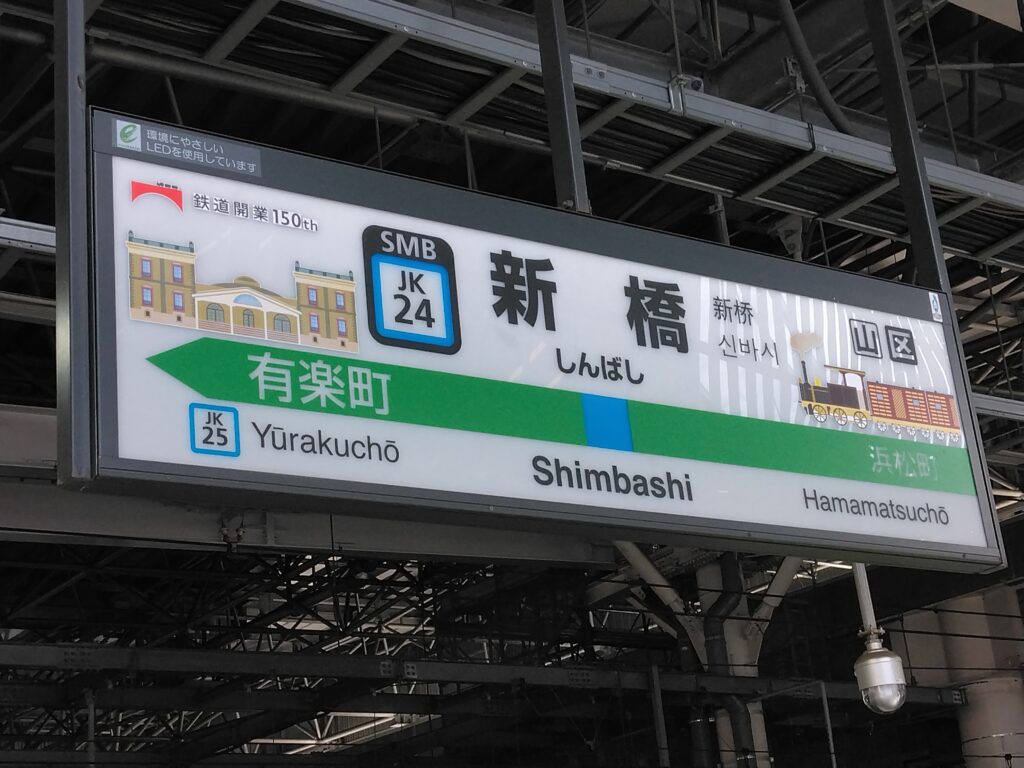 環境にやさしい
LEDを使用しています
鉄道開業150th
SMB
JK
24
新橋
しんばし
新桥
신바시
山区
有楽町
JK
25
Yūrakuchō
Shimbashi
浜松町
Hamamatsuchō